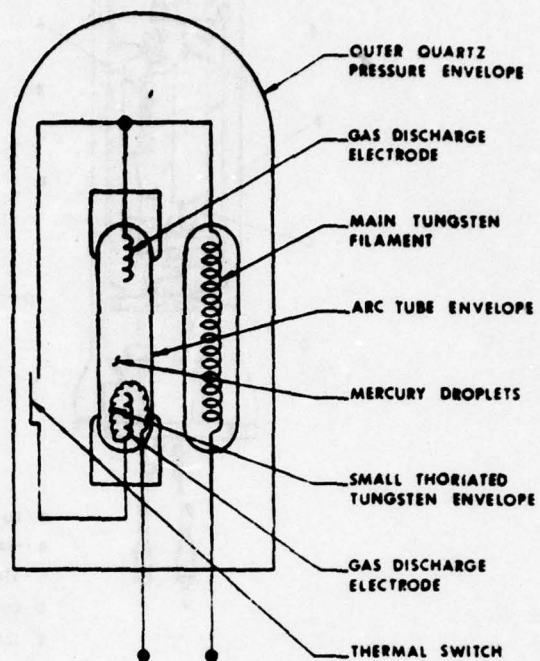 OUTER QUARTZ
PRESSURE ENVELOPE
GAS DISCHARGE
ELECTRODE
MAIN TUNGSTEN
FILAMENT
ARC TUBE ENVELOPE
MERCURY DROPLETS
SMALL THORIATED
TUNGSTEN ENVELOPE
GAS DISCHARGE
ELECTRODE
THERMAL SWITCH